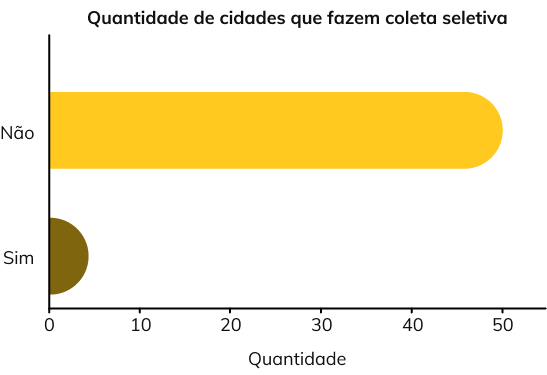 Quantidade de cidades que fazem coleta seletiva
Não
Sim
0 10 20 30 40 50
Quantidade